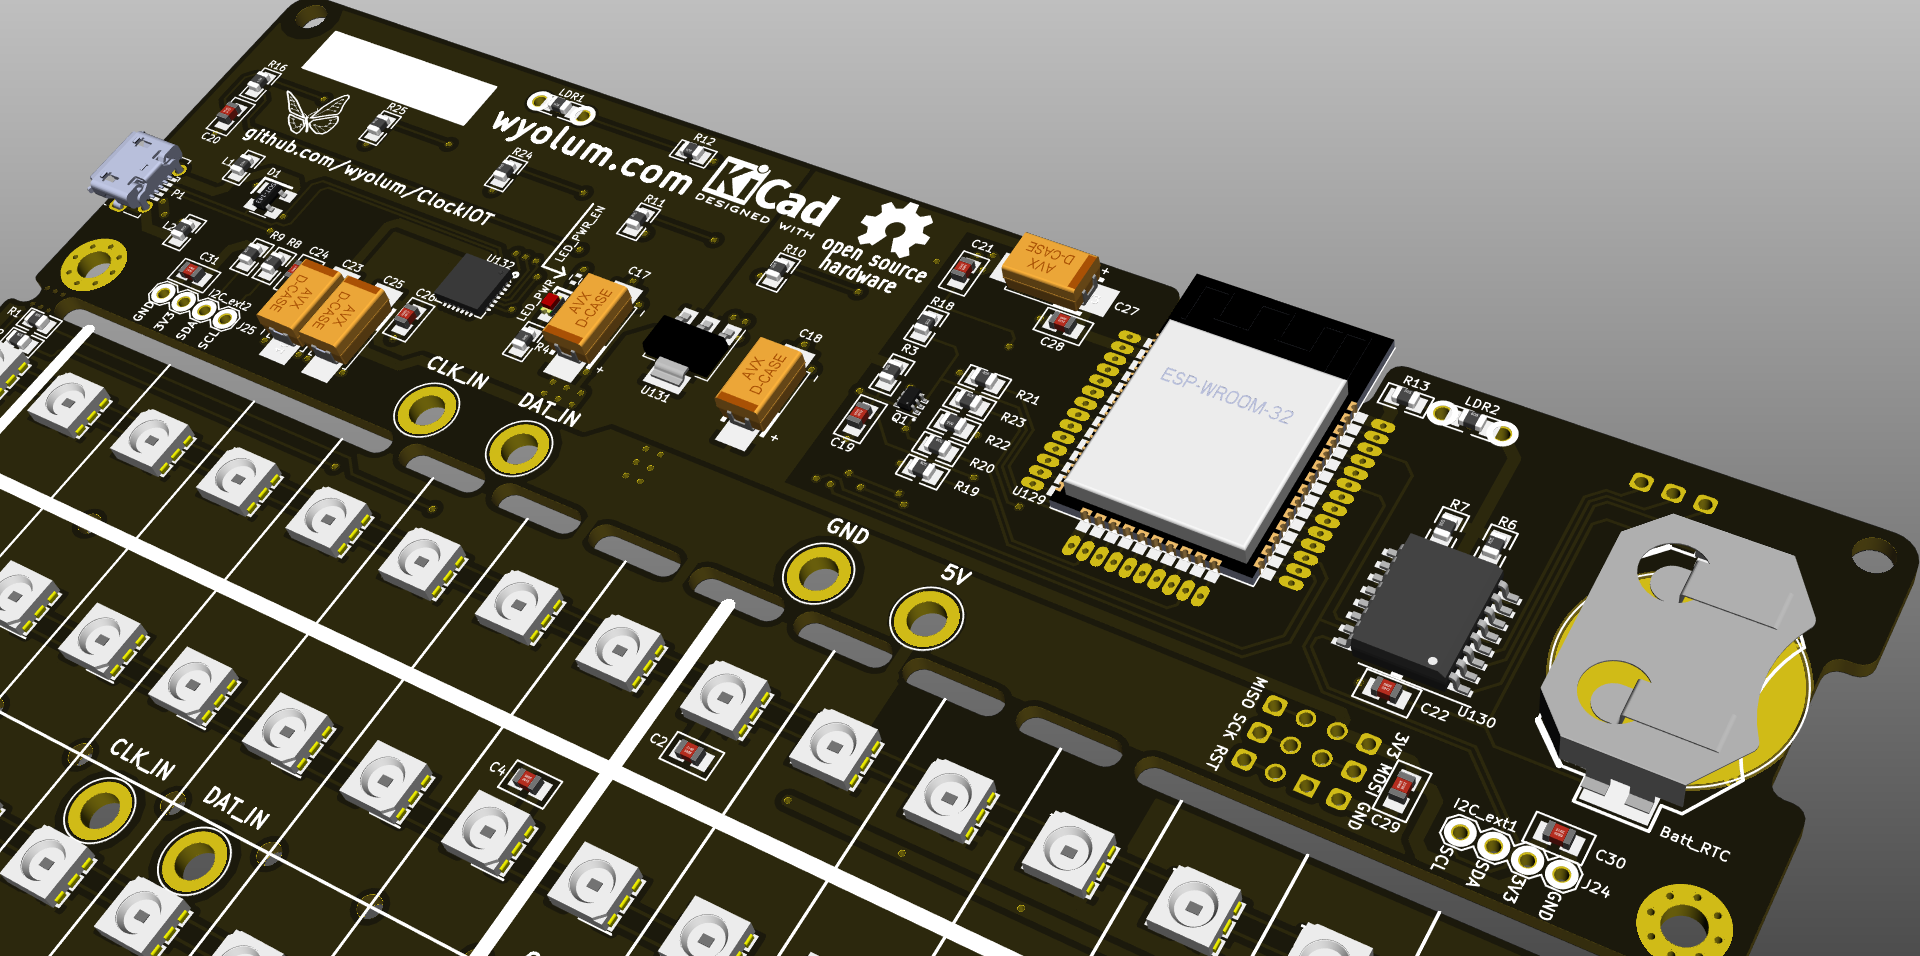 R16
C20
R25
LDR1
wyolum.com
R12
github.com/wyolum/ClockIOT
L1
D1
P1
R24
KiCad
DESIGNED WITH
open source
hardware
R11
LED_PWR_EN
R10
L2
R9
R8
C24
C31
C23
C25
C26
U132
C17
LED_PWR
R4
I2C_ext2
J25
GND
3V3
SDA
SCL
R1
AVX
D-CASE
AVX
D-CASE
AVX
D-CASE
+
U131
C18
AVX
D-CASE
+
C21
AVX
D-CASE
+
C27
C28
R18
R3
Q1
C19
R21
R23
R22
R20
R19
U129
ESP-WROOM-32
R13
LDR2
R7
R6
CLK_IN
DAT_IN
GND
5V
C22
U130
MISO
SCK
RST
3V3
MOSI
GND
C29
I2C_ext1
SCL
SDA
3V3
GND
J24
C30
Batt_RTC
C2
C4
CLK_IN
DAT_IN